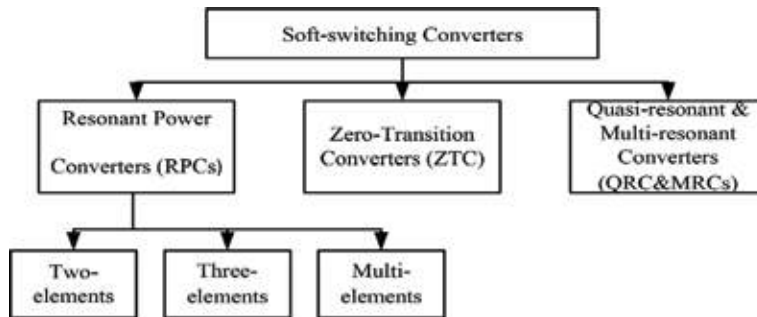 Soft-switching Converters
Resonant Power
Converters (RPCs)
Zero-Transition
Converters (ZTC)
Quasi-resonant &
Multi-resonant
Converters
(QRC&MRCs)
Two-
elements
Three-
elements
Multi-
elements